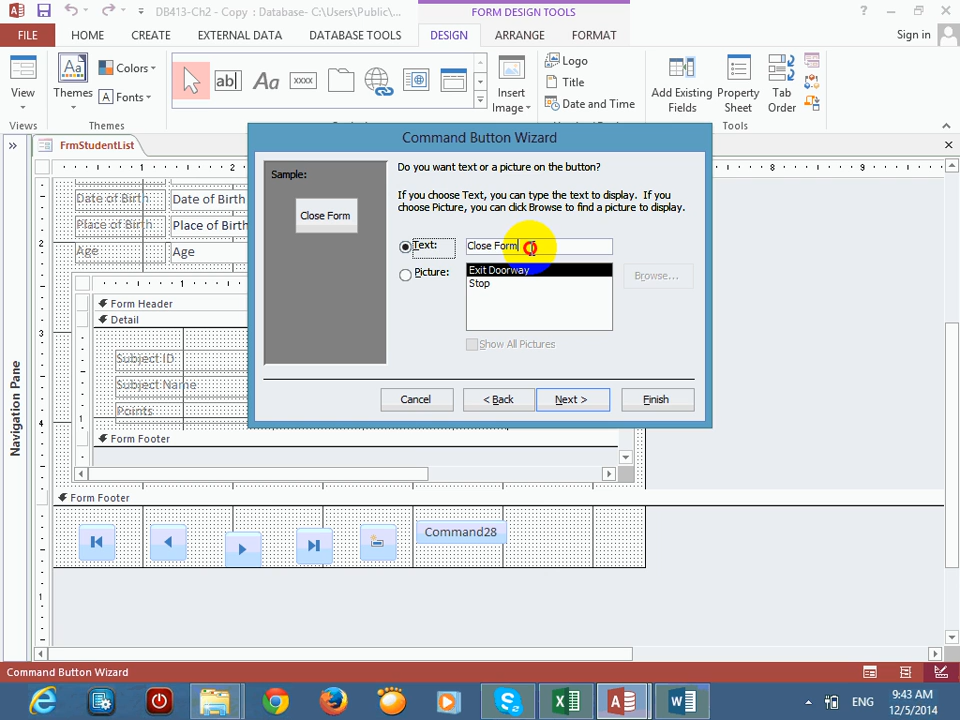 DB413-Ch2 - Copy : Database- C:\Users\Public\...
FORM DESIGN TOOLS
FILE
HOME
CREATE
EXTERNAL DATA
DATABASE TOOLS
DESIGN
ARRANGE
FORMAT
Sign in
View
Themes
Colors
Fonts
ab|
Aa
xxxx
Insert
Image
Logo
Title
Date and Time
Add Existing
Fields
Property
Sheet
Tab
Order
Views
Themes
Tools
FrmStudentList
Navigation Pane
Date of Birth
Date of Birth
Place of Birth
Place of B
Age
Age
Form Header
Detail
Subject ID
Subject Name
Points
Form Footer
Form Footer
Command28
Command Button Wizard
Sample:
Close Form
Do you want text or a picture on the button?
If you choose Text, you can type the text to display. If you
choose Picture, you can click Browse to find a picture to display.
Text:
Close Form
Picture:
Exit Doorway
Stop
Browse...
Show All Pictures
Cancel
< Back
Next >
Finish
Command Button Wizard
ENG
9:43 AM
12/5/2014